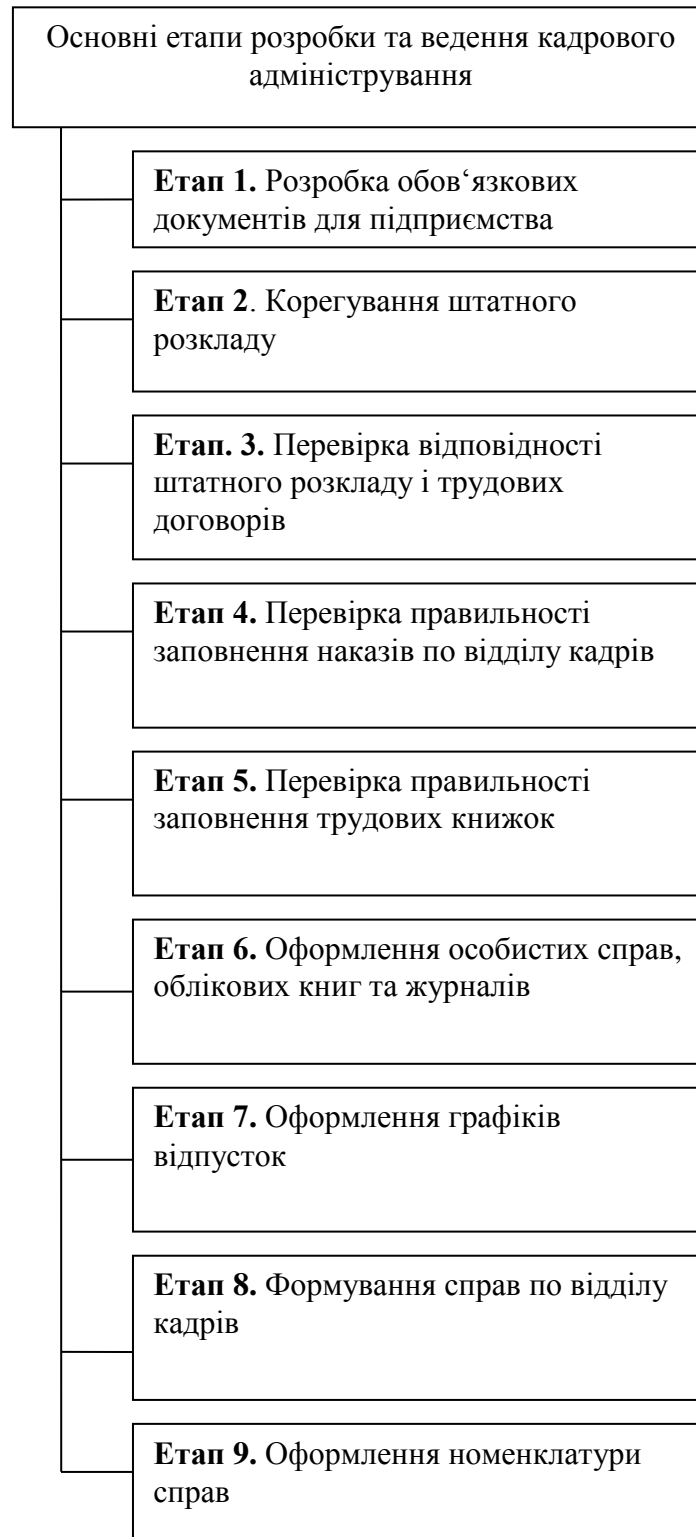 Основні етапи розробки та ведення кадрового
адміністрування
Етап 1. Розробка обов‘язкових
документів для підприємства
Етап 2. Корегування штатного
розкладу
Етап. 3. Перевірка відповідності
штатного розкладу і трудових
договорів
Етап 4. Перевірка правильності
заповнення наказів по відділу кадрів
Етап 5. Перевірка правильності
заповнення трудових книжок
Етап 6. Оформлення особистих справ,
облікових книг та журналів
Етап 7. Оформлення графіків
відпусток
Етап 8. Формування справ по відділу
кадрів
Етап 9. Оформлення номенклатури
справ